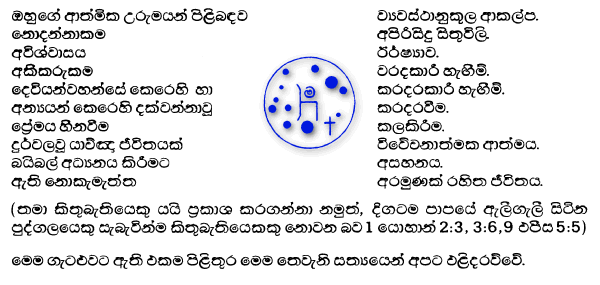 ඔහුගේ ආත්මික උරුමයන් පිළිබඳව
නොදන්නාකම
අවිශ්වාසය
අකීකරුකම
දෙවියන්වහන්සේ කෙරෙහි හා
අන්‍යයන් කෙරෙහි දක්වන්නාවූ
ප්‍රේමය හීනවීම
දුර්වලවූ යාච්ඤා ජීවිතයක්
බයිබල් අධ්‍යනය කිරීමට
ඇති නොකැමැත්ත
ව්‍යවස්ථානුකූල ආකල්ප.
අපිරිසිදු සිතුවිලි.
ඊර්ෂ්‍යාව.
වරදකාරී හැඟීම්.
කරදරකාරී හැඟීම්.
කරදරවීම.
කලකිරීම.
විවේචනාත්මක ආත්මය.
අසහනය.
අරමුණක් රහිත ජීවිතය.
ම
(තමා කිතුබැතියෙකු යයි ප්‍රකාශ කරගන්නා නමුත්, දිගටම පාපයේ ඇලිගැලී සිටින
පුද්ගලයෙකු සැබැවින්ම කිතුබැතියෙකකු නොවන බව 1 යොහාන් 2:3, 3:6,9 එපීස 5:5)
මෙම ගැටළුවට ඇති එකම පිළිතුර මෙම තෙවැනි සත්‍යයෙන් අපට එළිදරව්වේ.